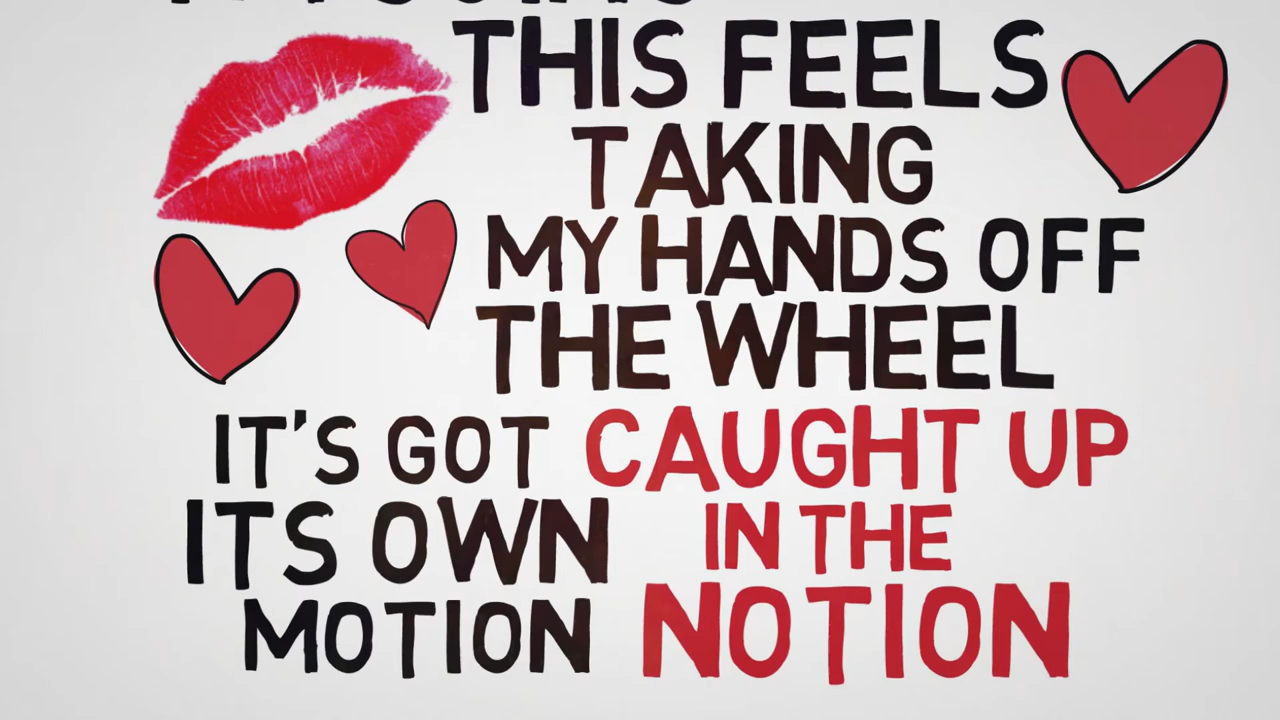 THIS FEELS
TAKING
MY HANDS OFF
THE WHEEL
IT'S GOT
ITS OWN
MOTION
CAUGHT UP
IN THE
NOTION